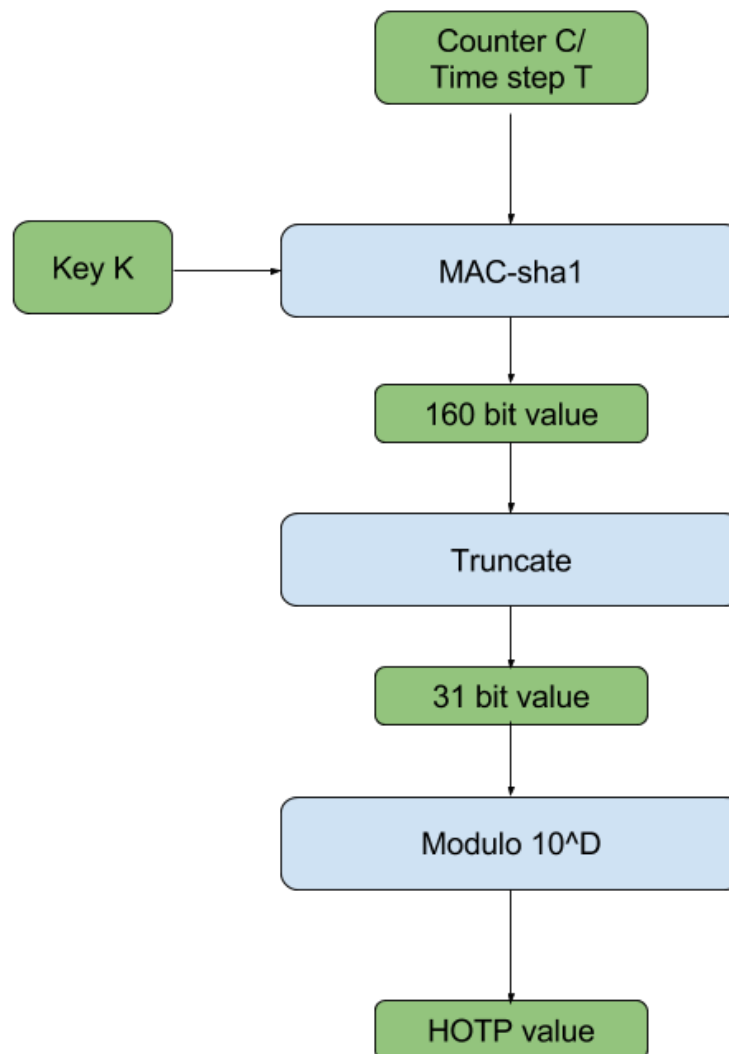 Counter C/
Time step T
Key K
MAC-sha1
160 bit value
Truncate
31 bit value
Modulo 10^D
HOTP value